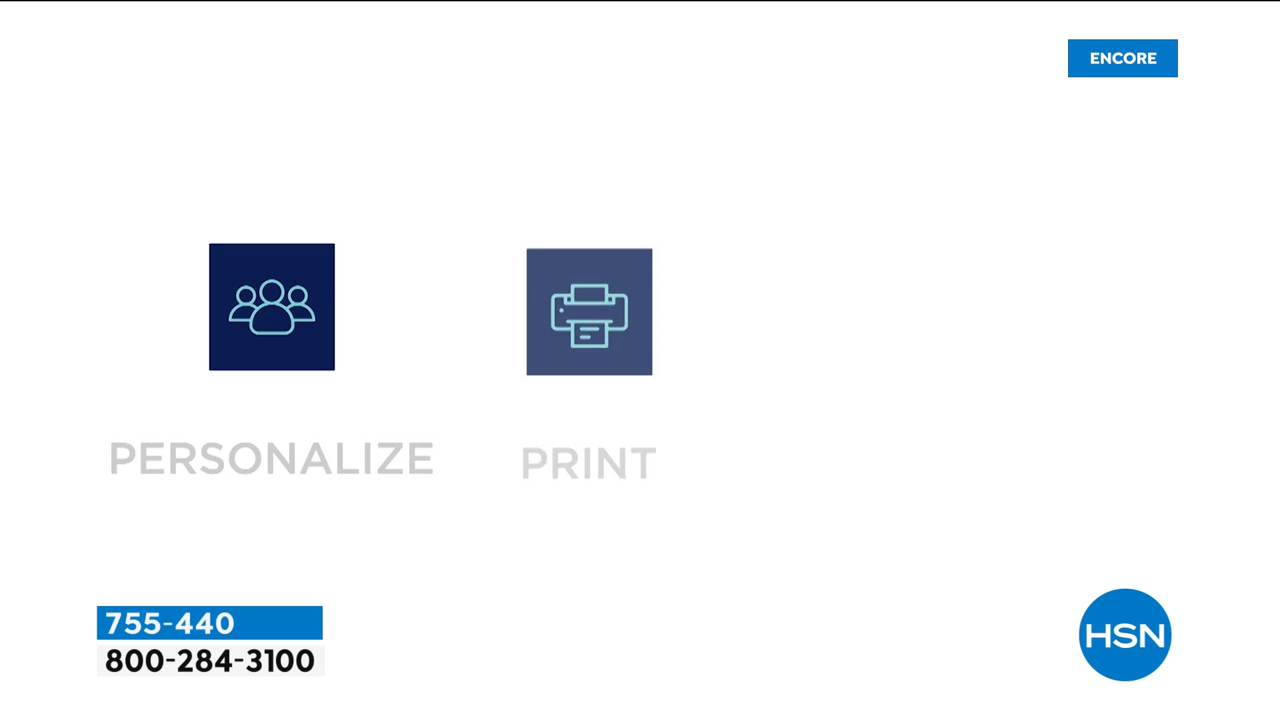 ENCORE
PERSONALIZE
PRINT
755-440
800-284-3100
HSN